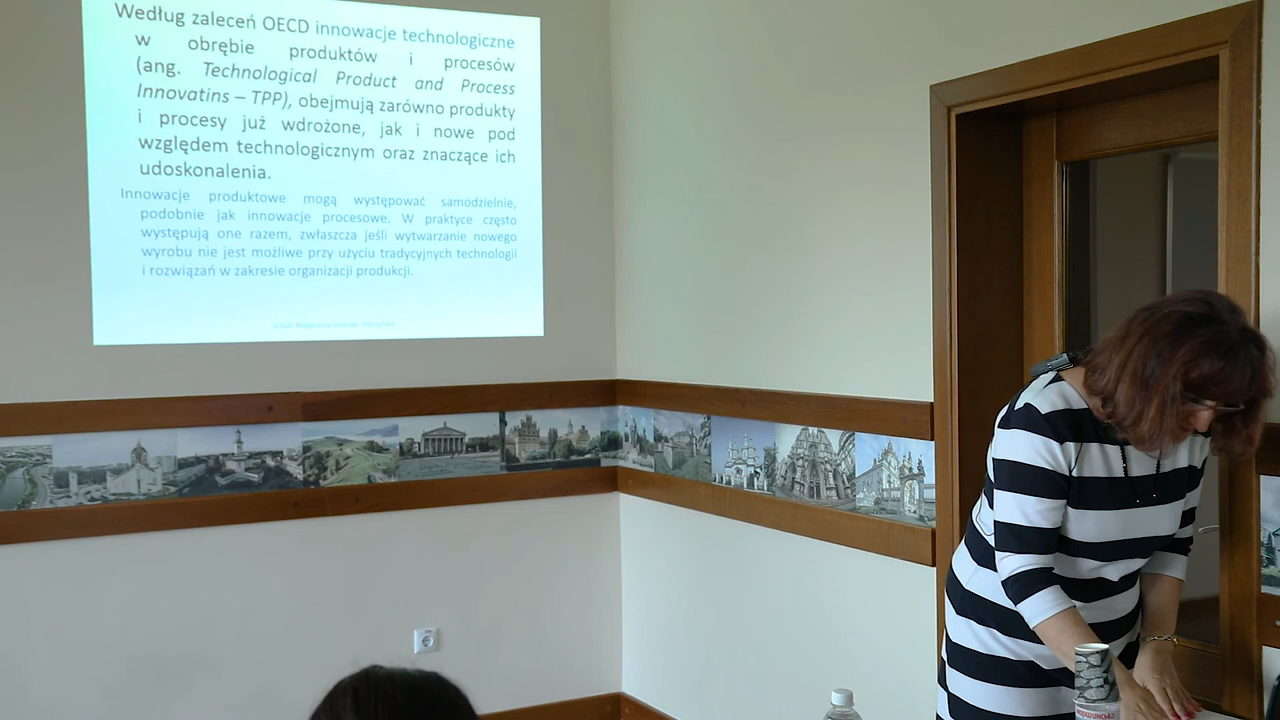 Według zaleceń OECD innowacje technologiczne
w obrębie produktów i procesów
(ang. Technological Product and Process
Innovatins – TPP), obejmują zarówno produkty
i procesy już wdrożone, jak i nowe pod
względem technologicznym oraz znaczące ich
udoskonalenia.
Innowacje produktowe mogą występować samodzielnie,
podobnie jak innowacje procesowe. W praktyce często
występują one razem, zwłaszcza jeśli wytwarzanie nowego
wyrobu nie jest możliwe przy użyciu tradycyjnych technologii
i rozwiązań w zakresie organizacji produkcji.